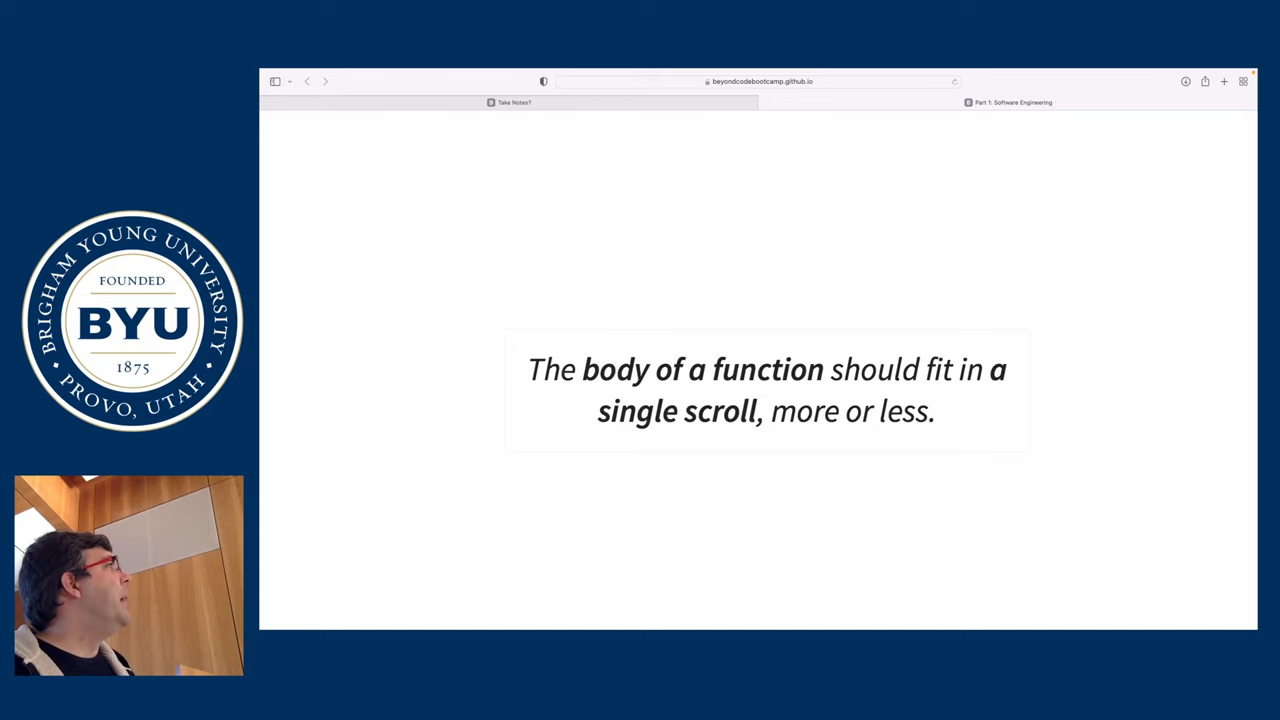 beyondcodebootcamp.github.io
Take Notes?
Part 1: Software Engineering
BRIGHAM YOUNG UNIVERSITY
FOUNDED
BYU
1875
PROVO, UTAH
The body of a function should fit in a
single scroll, more or less.